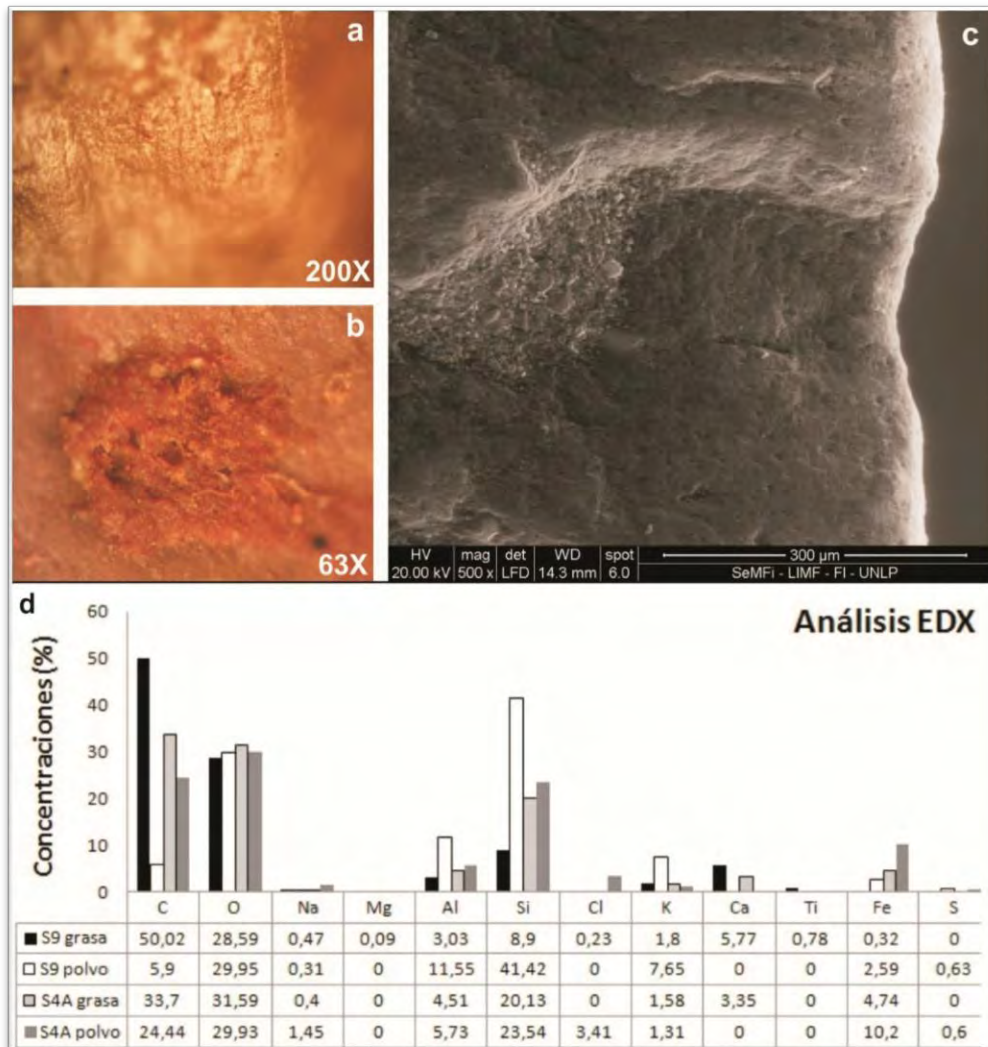 a
200X
b
63X
c
HV mag det WD spot 300 µm
20.00 kV 500 x LFD 14.3 mm 6.0 SeMFi - LIMF - FI - UNLP
d
Análisis EDX
Concentraciones (%)
60
50
40
30
20
10
0
C O Na Mg Al Si Cl K Ca Ti Fe S
S9 grasa 50,02 28,59 0,47 0,09 3,03 8,9 0,23 1,8 5,77 0,78 0,32 0
S9 polvo 5,9 29,95 0,31 0 11,55 41,42 0 7,65 0 0 2,59 0,63
S4A grasa 33,7 31,59 0,4 0 4,51 20,13 0 1,58 3,35 0 4,74 0
S4A polvo 24,44 29,93 1,45 0 5,73 23,54 3,41 1,31 0 0 10,2 0,6